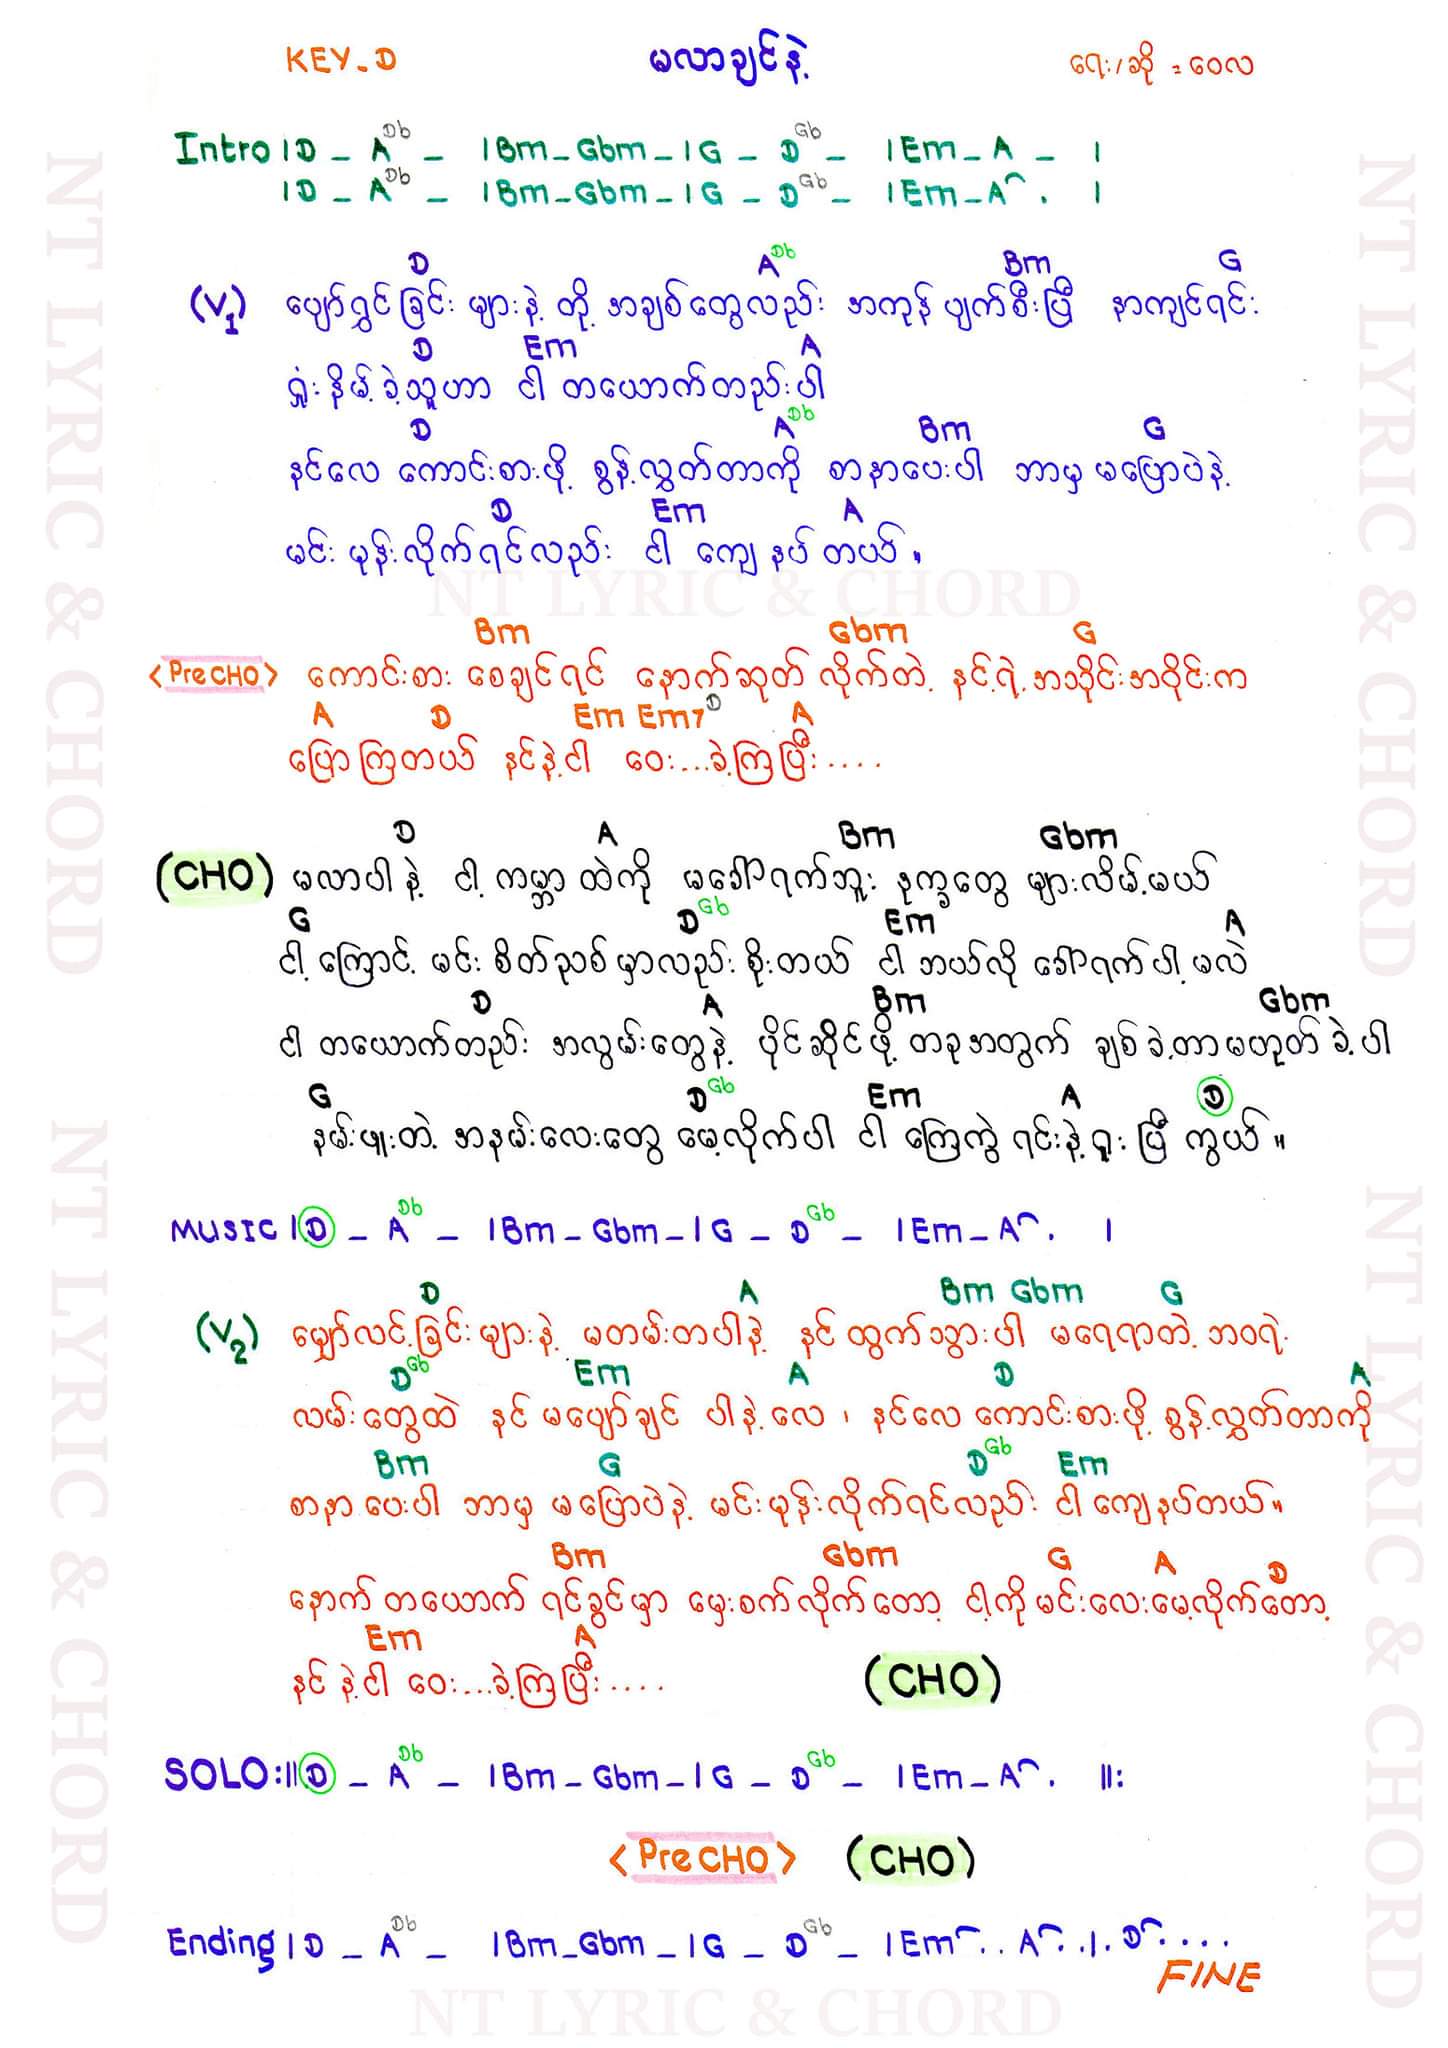 KEY-D မလာချင်နဲ့ ရေး/ဆို = ဝေလ
Intro |D - A Db - |Bm - Gbm - |G - D Gb - |Em - A - |
|D - A Db - |Bm - Gbm - |G - D Gb - |Em - A⌒. |
D A Db Bm G
(V1) ပျော်ရွှင်ခြင်း များနဲ့ တို့ အချစ်တွေလည်း အကုန် ပျက်စီးပြီ နာကျင်ရင်း
D Em A
ရှုံးနိမ့်ခဲ့သူဟာ ငါ တယောက်တည်းပါ
D A Db Bm G
နင်လေ ကောင်းစားဖို့ စွန့်လွှတ်တာကို စာနာပေးပါ ဘာမှ မပြောပဲနဲ့
D Em A
မင်း မုန်းလိုက်ရင်လည်း ငါ ကျေနပ်တယ်။
NT LYRIC & CHORD
Bm Gbm G
<Pre CHO> ကောင်းစား စေချင်ရင် နောက်ဆုတ် လိုက်တဲ့ နင့်ရဲ့အသိုင်းအဝိုင်းက
A D Em Em7 D A
ပြောကြတယ် နင်နဲ့ငါ ဝေး...ခဲ့ကြပြီး....
D A Bm Gbm
(CHO) မလာပါနဲ့ ငါ့ ကမ္ဘာထဲကို မခေါ်ရက်ဘူး ဒုက္ခတွေ များလိမ့်မယ်
G D Gb Em A
ငါ့ကြောင့် မင်း စိတ်ညစ်မှာလည်း စိုးတယ် ငါ ဘယ်လို ခေါ်ရက်ပါ့မလဲ
D A Bm Gbm
ငါ တယောက်တည်း အလွမ်းတွေနဲ့ ပိုင်ဆိုင်ဖို့ တခုအတွက် ချစ်ခဲ့တာမဟုတ်ခဲ့ပါ
G D Gb Em A D
နမ်းဖူးတဲ့ အနမ်းလေးတွေ မေ့လိုက်ပါ ငါ ကြေကွဲရင်းနဲ့ ရူးပြီ ကွယ်။
MUSIC |D - A Db - |Bm - Gbm - |G - D Gb - |Em - A⌒. |
D A Bm Gbm G
(V2) မျှော်လင့်ခြင်းများနဲ့ မတမ်းတပါနဲ့ နင် ထွက်သွားပါ မရေရာတဲ့ ဘဝရဲ့
D Gb Em A D A
လမ်းတွေထဲ နင် မပျော်ချင် ပါနဲ့လေ ၊ နင်လေ ကောင်းစားဖို့ စွန့်လွှတ်တာကို
Bm G D Gb Em
စာနာပေးပါ ဘာမှ မပြောပဲနဲ့ မင်းမုန်းလိုက်ရင်လည်း ငါ ကျေနပ်တယ်။
Bm Gbm G A D
နောက်တယောက် ရင်ခွင်မှာ မှေးစက်လိုက်တော့ ငါ့ကို မင်းလေးမေ့လိုက်တော့
Em A
နင်နဲ့ငါ ဝေး...ခဲ့ကြပြီး.... (CHO)
SOLO :||D - A Db - |Bm - Gbm - |G - D Gb - |Em - A⌒. ||:
<Pre CHO> (CHO)
Ending |D - A Db - |Bm - Gbm - |G - D Gb - |Em⌒.. A⌒..|. D⌒....
FINE
NT LYRIC & CHORD
NT LYRIC & CHORD
NT LYRIC & CHORD
NT LYRIC & CHORD
NT LYRIC & CHORD